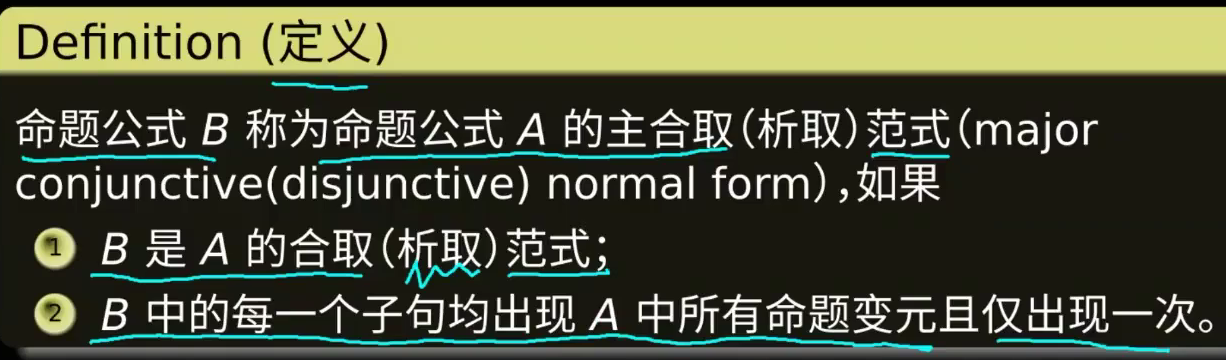 Definition (定义)
命题公式 B 称为命题公式 A 的主合取(析取)范式(major
conjunctive(disjunctive) normal form),如果
1 B 是 A 的合取(析取)范式;
2 B 中的每一个子句均出现 A 中所有命题变元且仅出现一次。